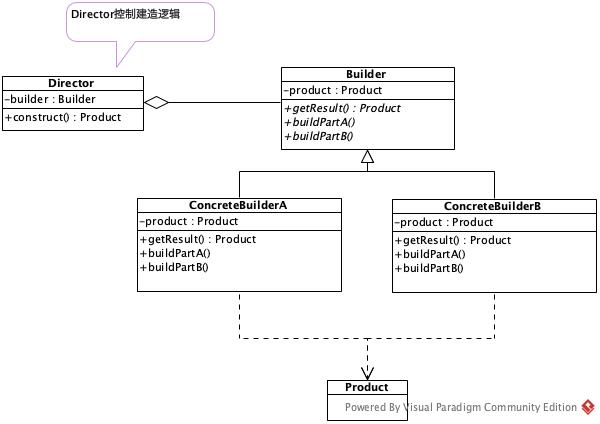 Director控制建造逻辑
Director
-builder : Builder
+construct() : Product
Builder
-product : Product
+getResult() : Product
+buildPartA()
+buildPartB()
ConcreteBuilderA
-product : Product
+getResult() : Product
+buildPartA()
+buildPartB()
ConcreteBuilderB
-product : Product
+getResult() : Product
+buildPartA()
+buildPartB()
Product
Powered By Visual Paradigm Community Edition